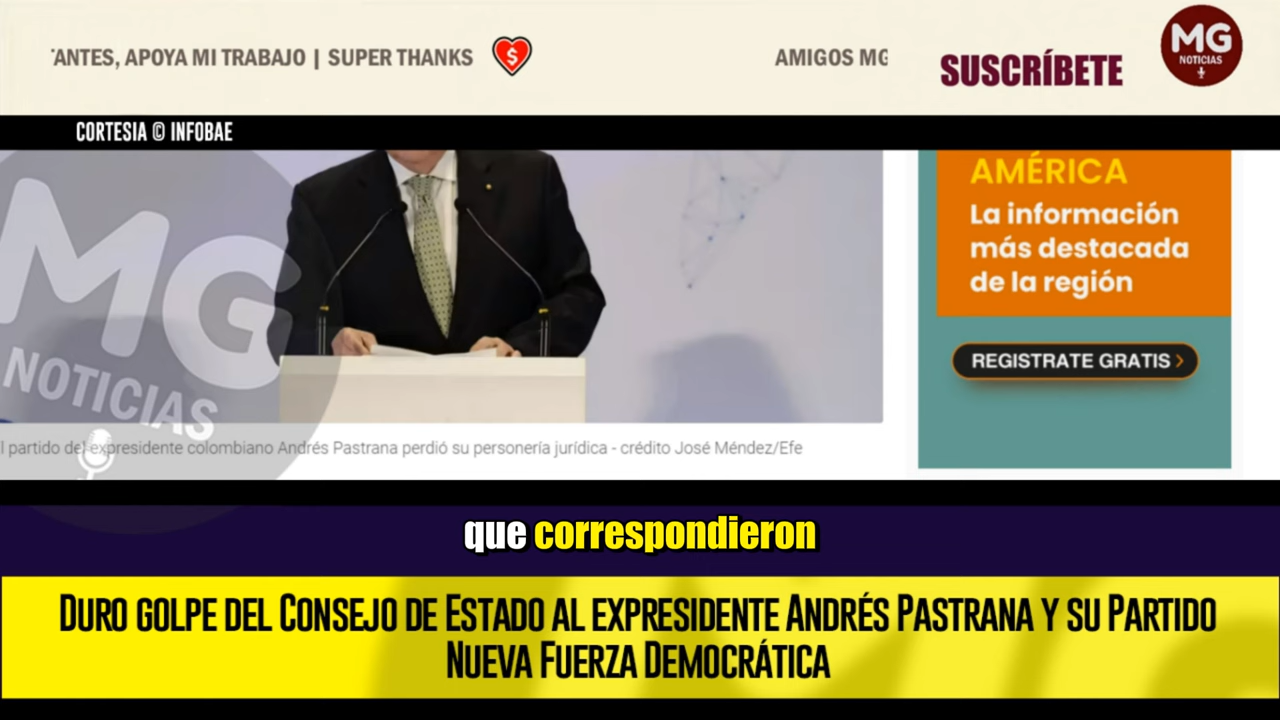 TANTES, APOYA MI TRABAJO | SUPER THANKS
AMIGOS MG
SUSCRÍBETE
MG
NOTICIAS
CORTESIA © INFOBAE
AMÉRICA
La información
más destacada
de la región
REGISTRATE GRATIS >
MG
NOTICIAS
l partido del expresidente colombiano Andrés Pastrana perdió su personería jurídica - crédito José Méndez/Efe
que correspondieron
DURO GOLPE DEL CONSEJO DE ESTADO AL EXPRESIDENTE ANDRÉS PASTRANA Y SU PARTIDO
NUEVA FUERZA DEMOCRÁTICA